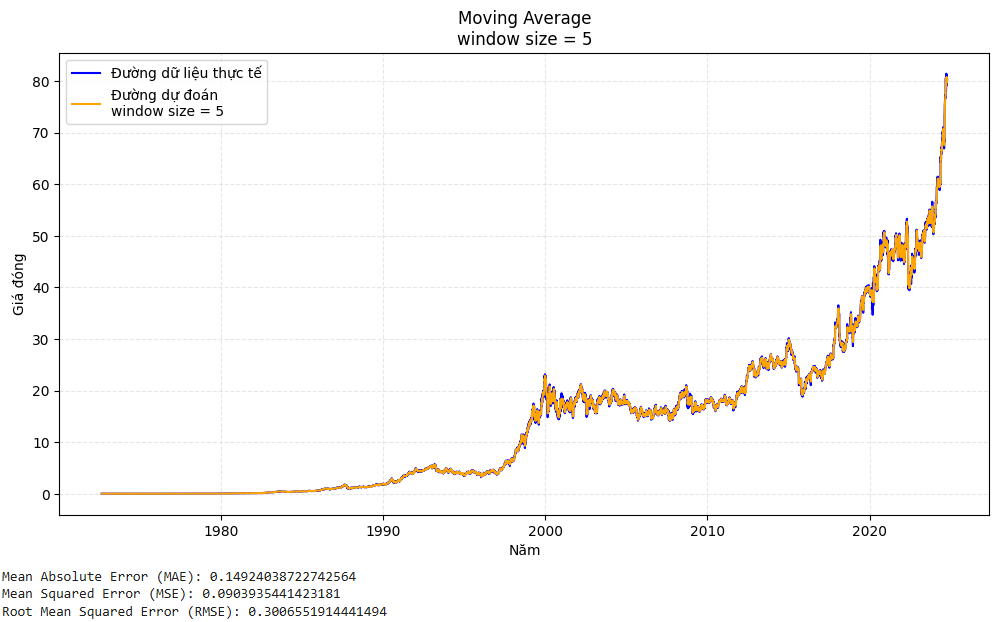 Moving Average
window size = 5
Đường dữ liệu thực tế
Đường dự đoán
window size = 5
Giá đóng
80
70
60
50
40
30
20
10
0
1980
1990
2000
2010
2020
Năm
Mean Absolute Error (MAE): 0.14924038722742564
Mean Squared Error (MSE): 0.0903935441423181
Root Mean Squared Error (RMSE): 0.3006551914441494